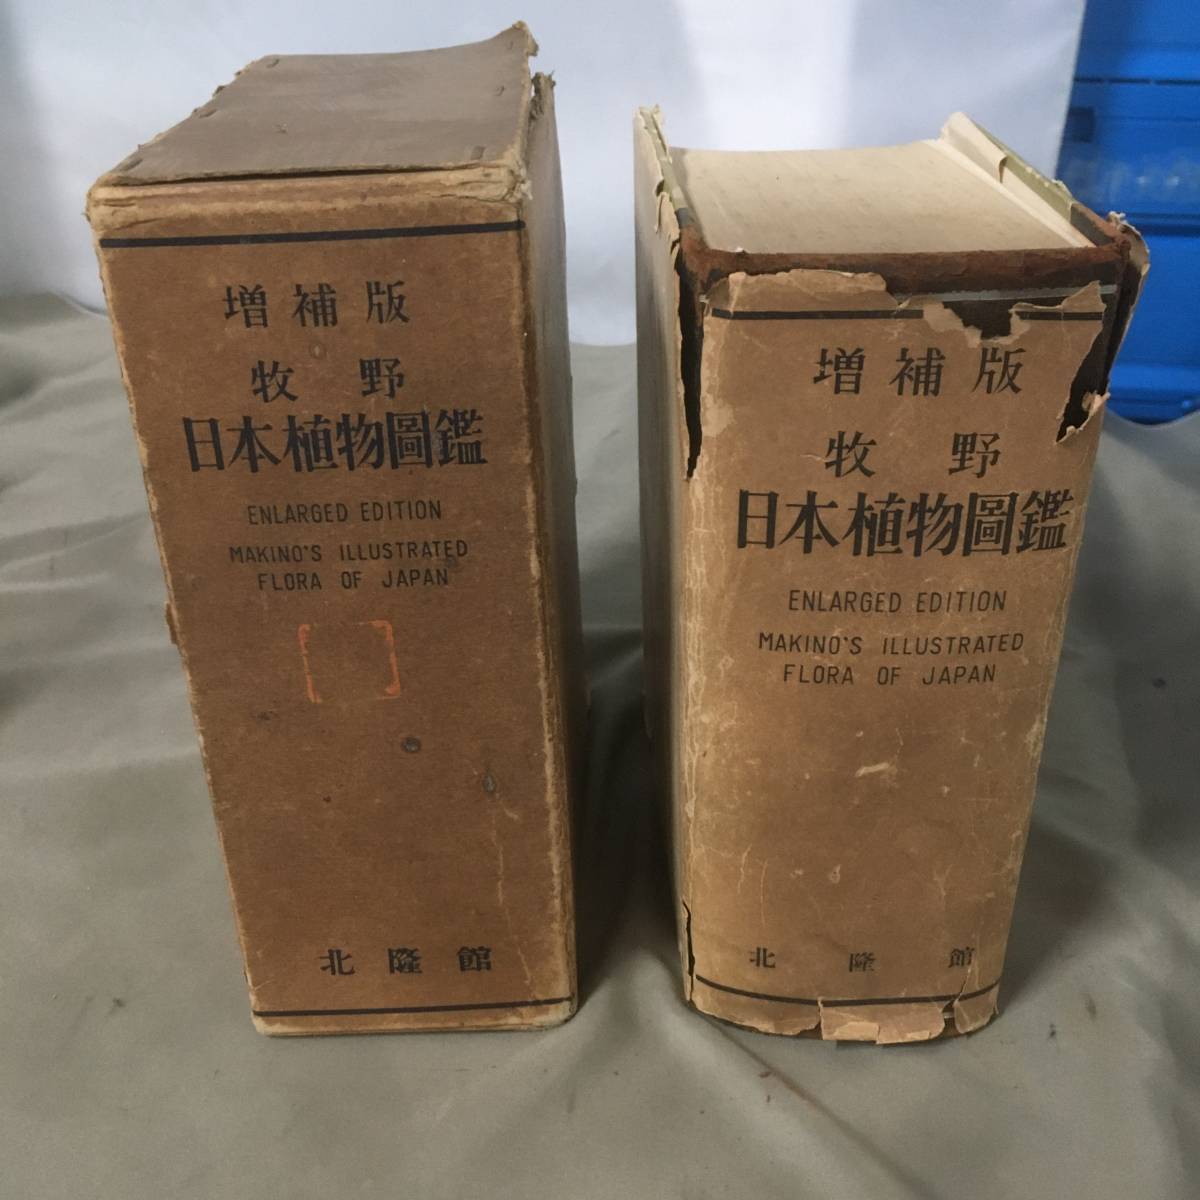 増補版
牧野
日本植物圖鑑
ENLARGED EDITION
MAKINO'S ILLUSTRATED
FLORA OF JAPAN
北隆館
増補版
牧野
日本植物圖鑑
ENLARGED EDITION
MAKINO'S ILLUSTRATED
FLORA OF JAPAN
北隆館